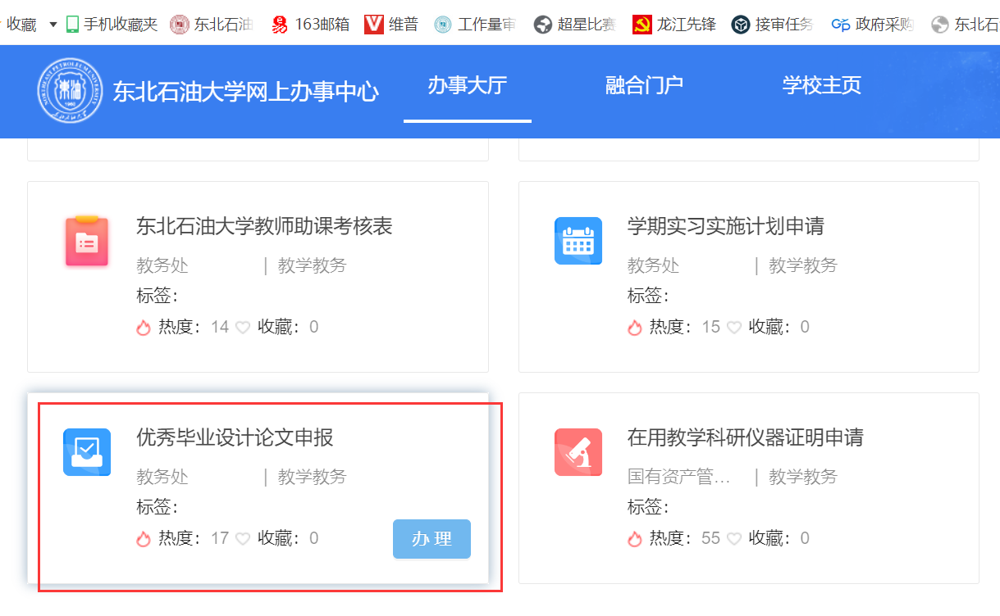 收藏 手机收藏夹 东北石油 163邮箱 维普 工作量审 超星比赛 龙江先锋 接审任务 政府采购 东北石
东北石油大学网上办事中心 办事大厅 融合门户 学校主页
东北石油大学教师助课考核表
教务处 | 教学教务
标签:
热度: 14 收藏: 0
学期实习实施计划申请
教务处 | 教学教务
标签:
热度: 15 收藏: 0
优秀毕业设计论文申报
教务处 | 教学教务
标签:
热度: 17 收藏: 0
办 理
在用教学科研仪器证明申请
国有资产管... | 教学教务
标签:
热度: 55 收藏: 0